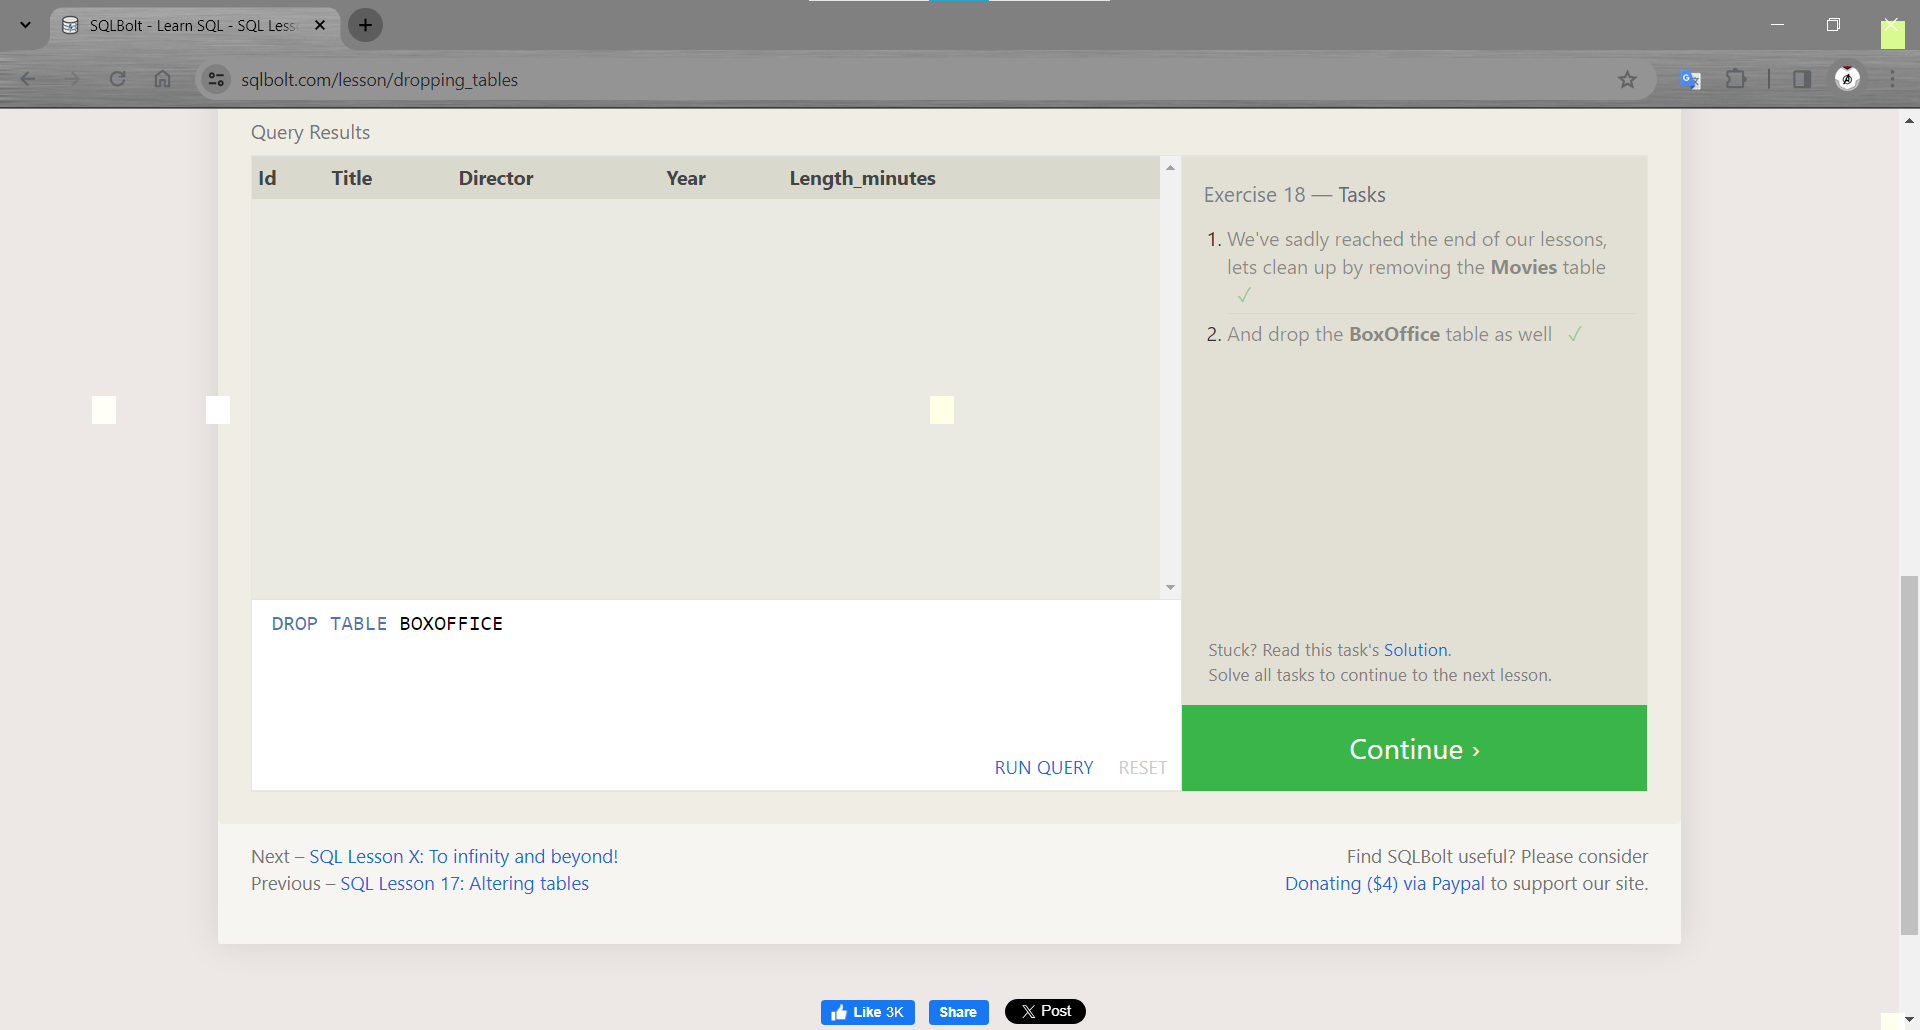 SQLBolt - Learn SQL - SQL Less
sqlbolt.com/lesson/dropping_tables
Query Results
Id Title Director Year Length_minutes
Exercise 18 — Tasks
1. We've sadly reached the end of our lessons,
lets clean up by removing the Movies table
✓
2. And drop the BoxOffice table as well ✓
DROP TABLE BOXOFFICE
Stuck? Read this task's Solution.
Solve all tasks to continue to the next lesson.
RUN QUERY RESET
Continue ›
Next – SQL Lesson X: To infinity and beyond!
Previous – SQL Lesson 17: Altering tables
Find SQLBolt useful? Please consider
Donating ($4) via Paypal to support our site.
Like 3K Share X Post